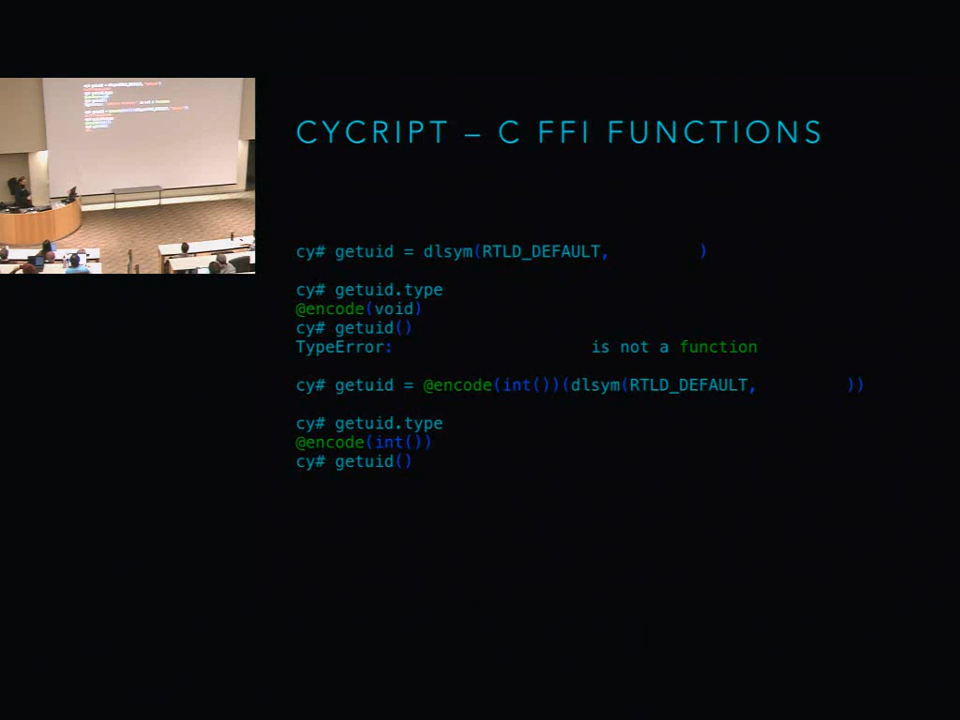 CYCRIPT – C FFI FUNCTIONS
cy# getuid = dlsym(RTLD_DEFAULT, )
cy# getuid.type
@encode(void)
cy# getuid()
TypeError: is not a function
cy# getuid = @encode(int())(dlsym(RTLD_DEFAULT, ))
cy# getuid.type
@encode(int())
cy# getuid()